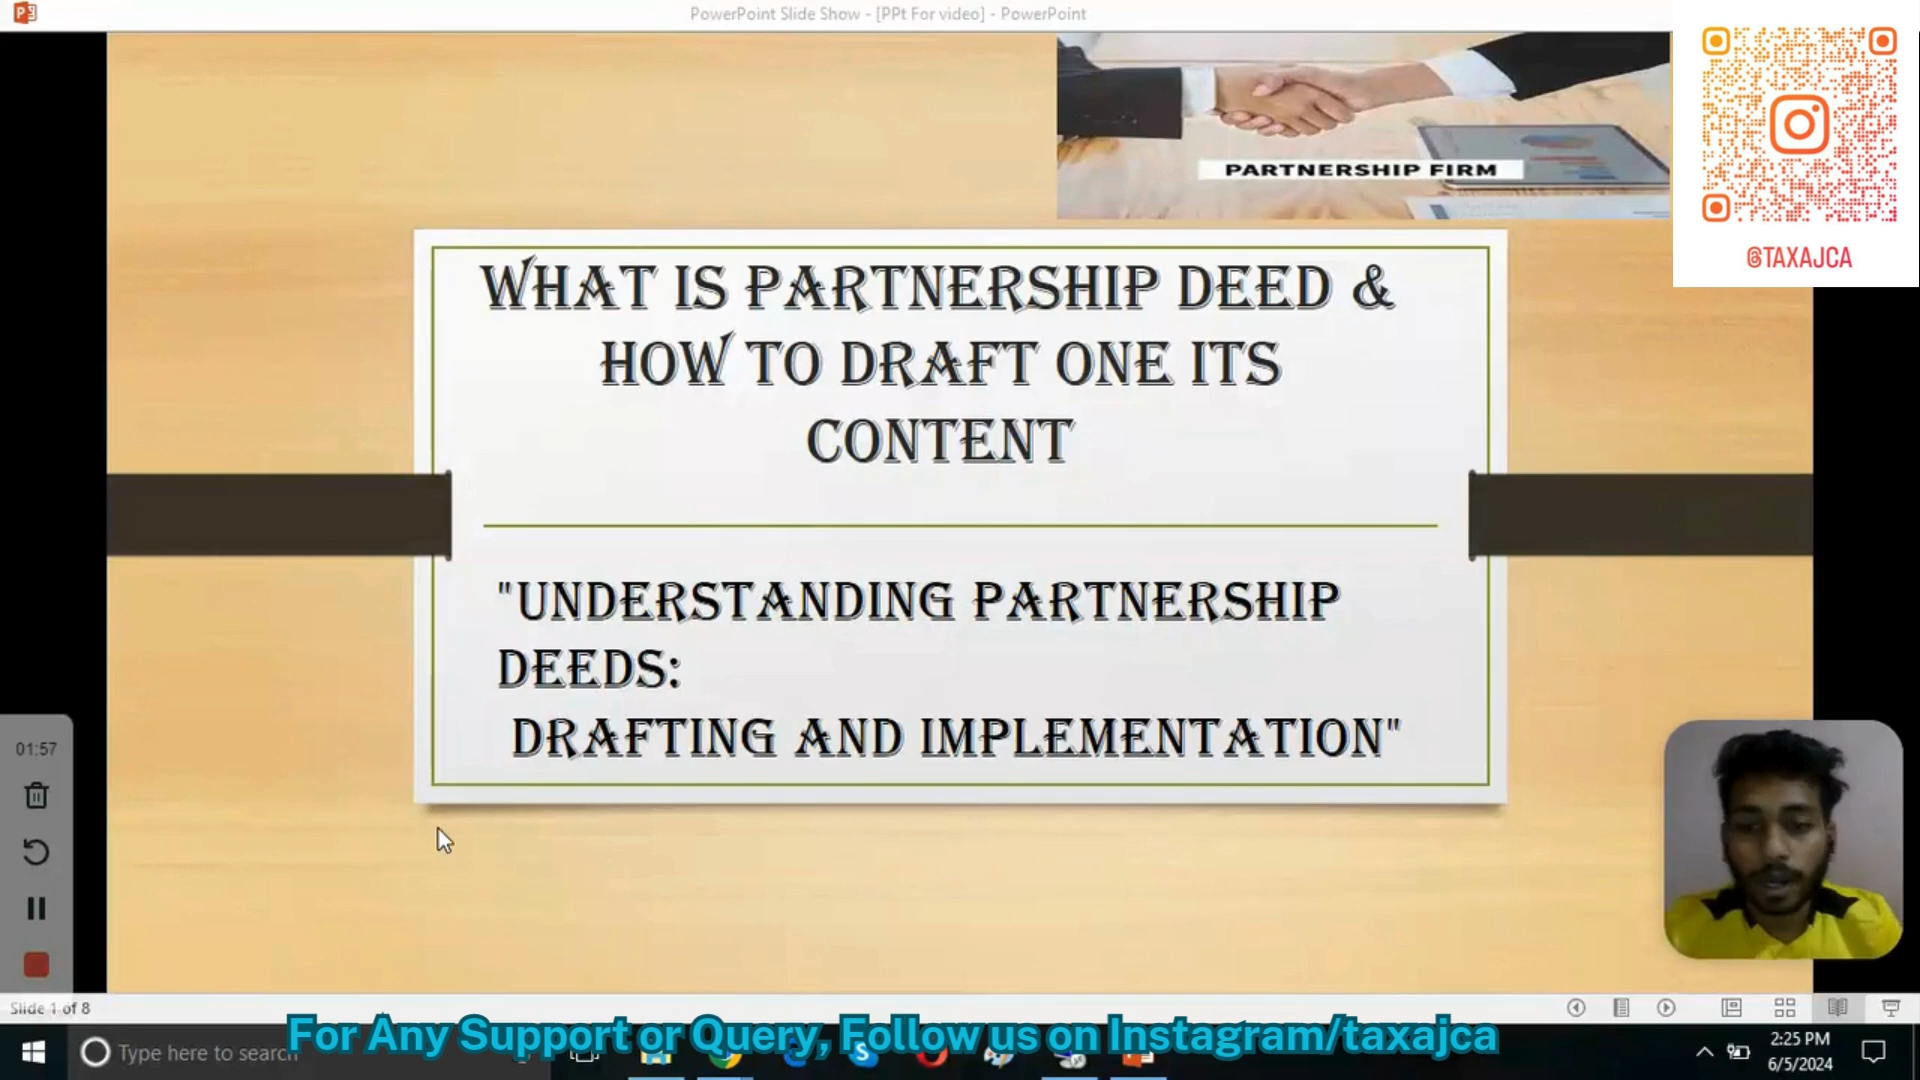 PowerPoint Slide Show - [PPt For video] - PowerPoint
PARTNERSHIP FIRM
@TAXAJCA
WHAT IS PARTNERSHIP DEED &
HOW TO DRAFT ONE ITS
CONTENT
"UNDERSTANDING PARTNERSHIP
DEEDS:
DRAFTING AND IMPLEMENTATION"
01:57
Slide 1 of 8
For Any Support or Query, Follow us on Instagram/taxajca
Type here to search
2:25 PM
6/5/2024